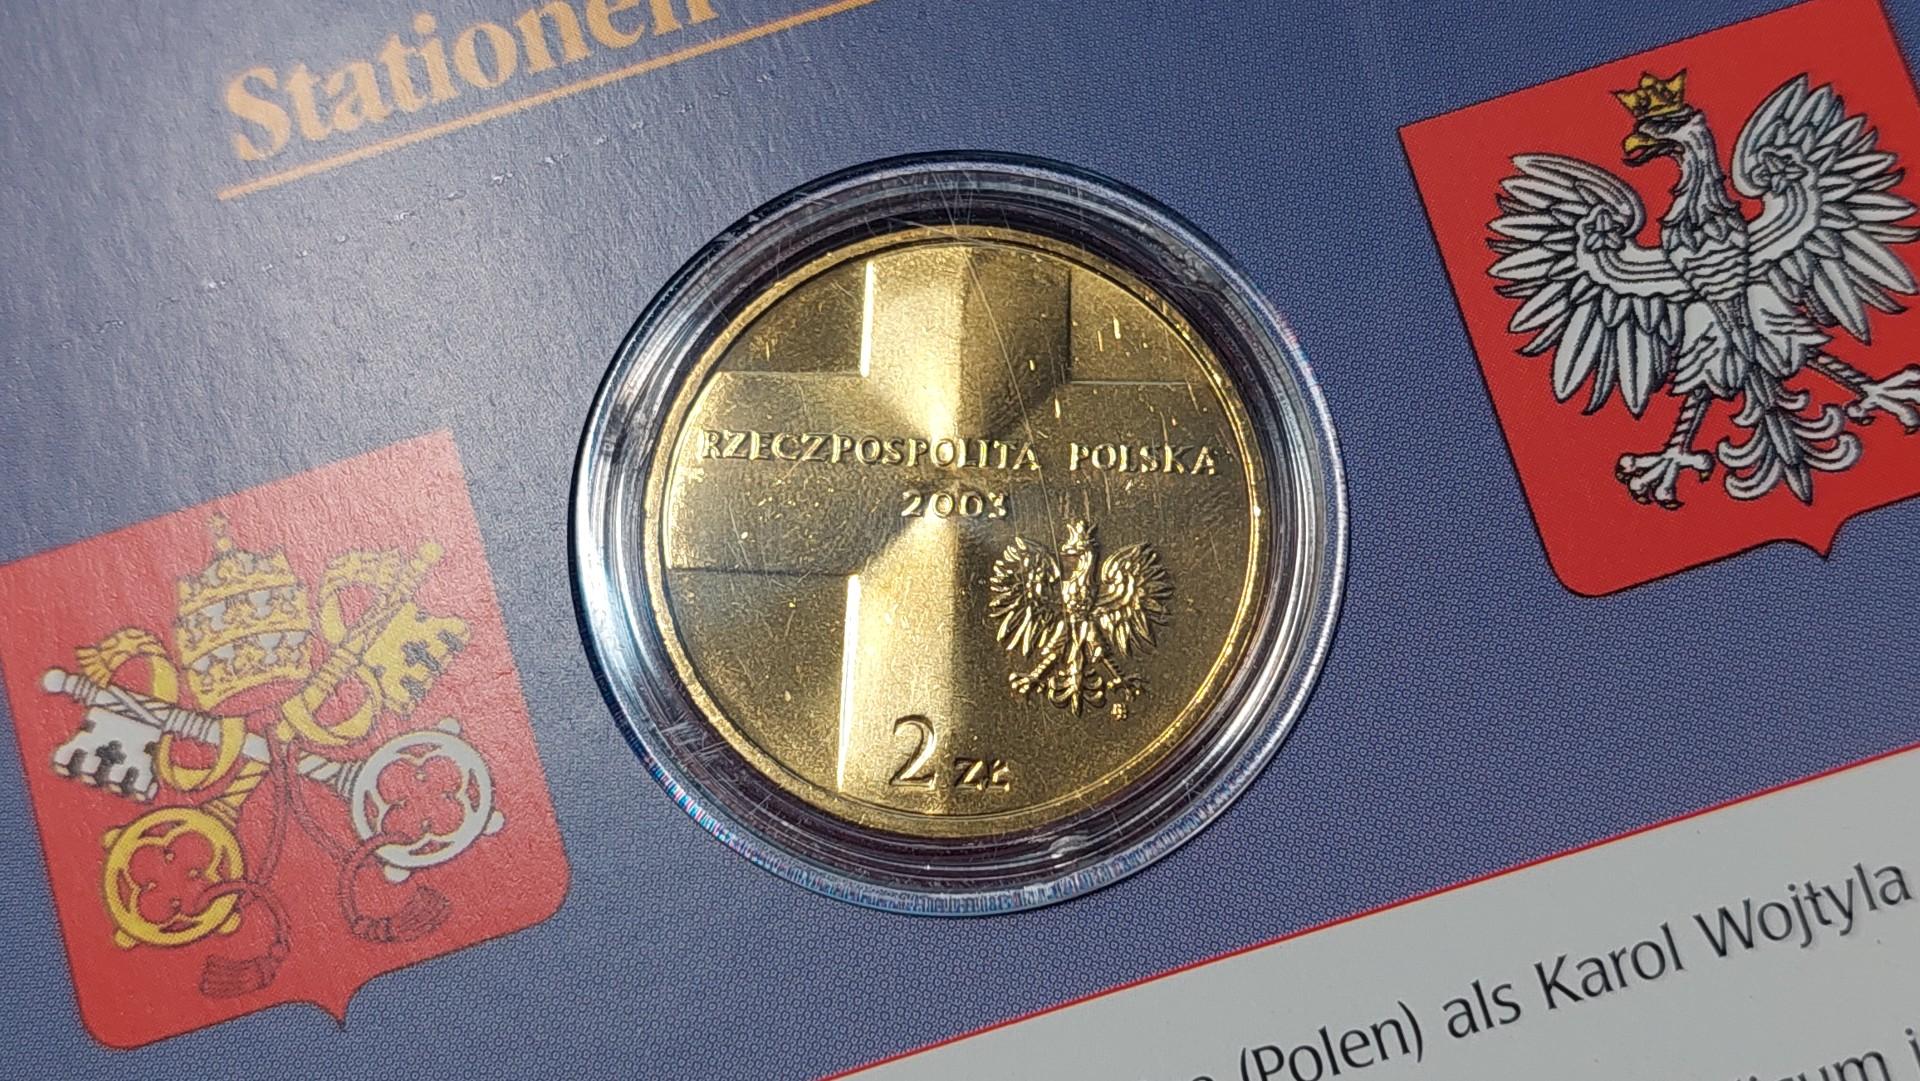 Stationen
RZECZPOSPOLITA POLSKA
2003
2 ZŁ
(Polen) als Karol Wojtyla